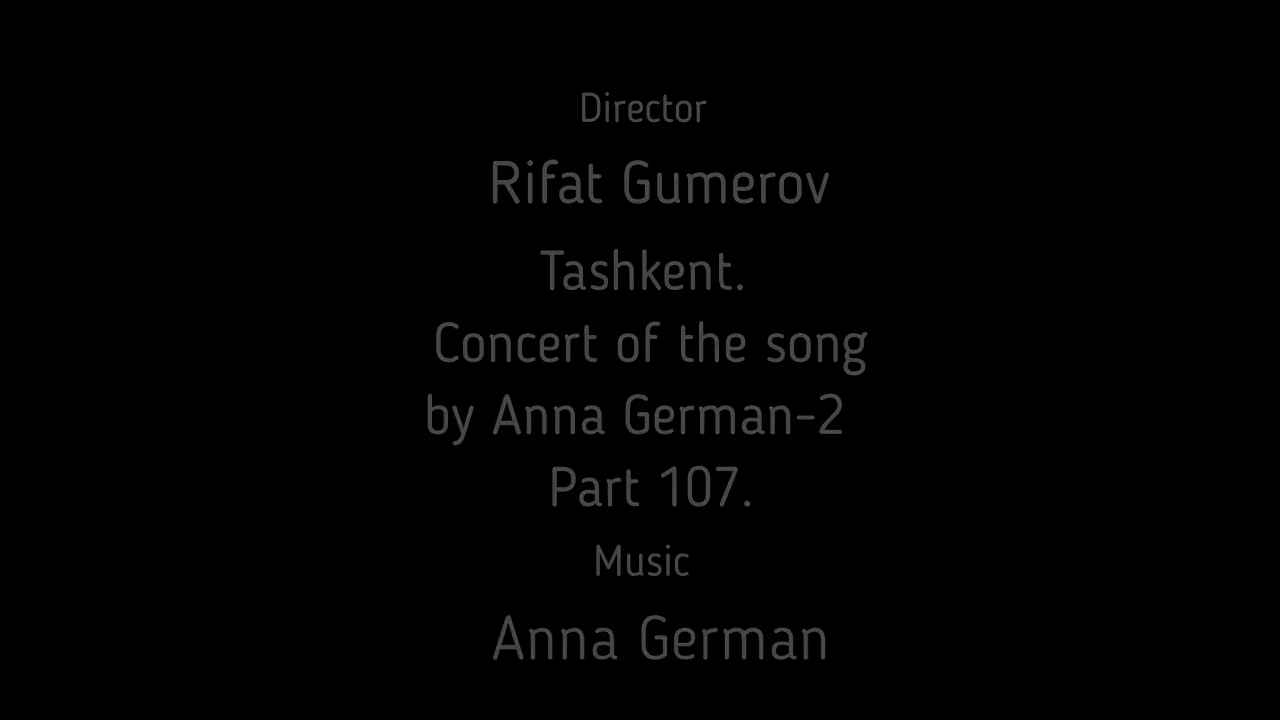 Director
Rifat Gumerov
Tashkent.
Concert of the song
by Anna German-2
Part 107.
Music
Anna German